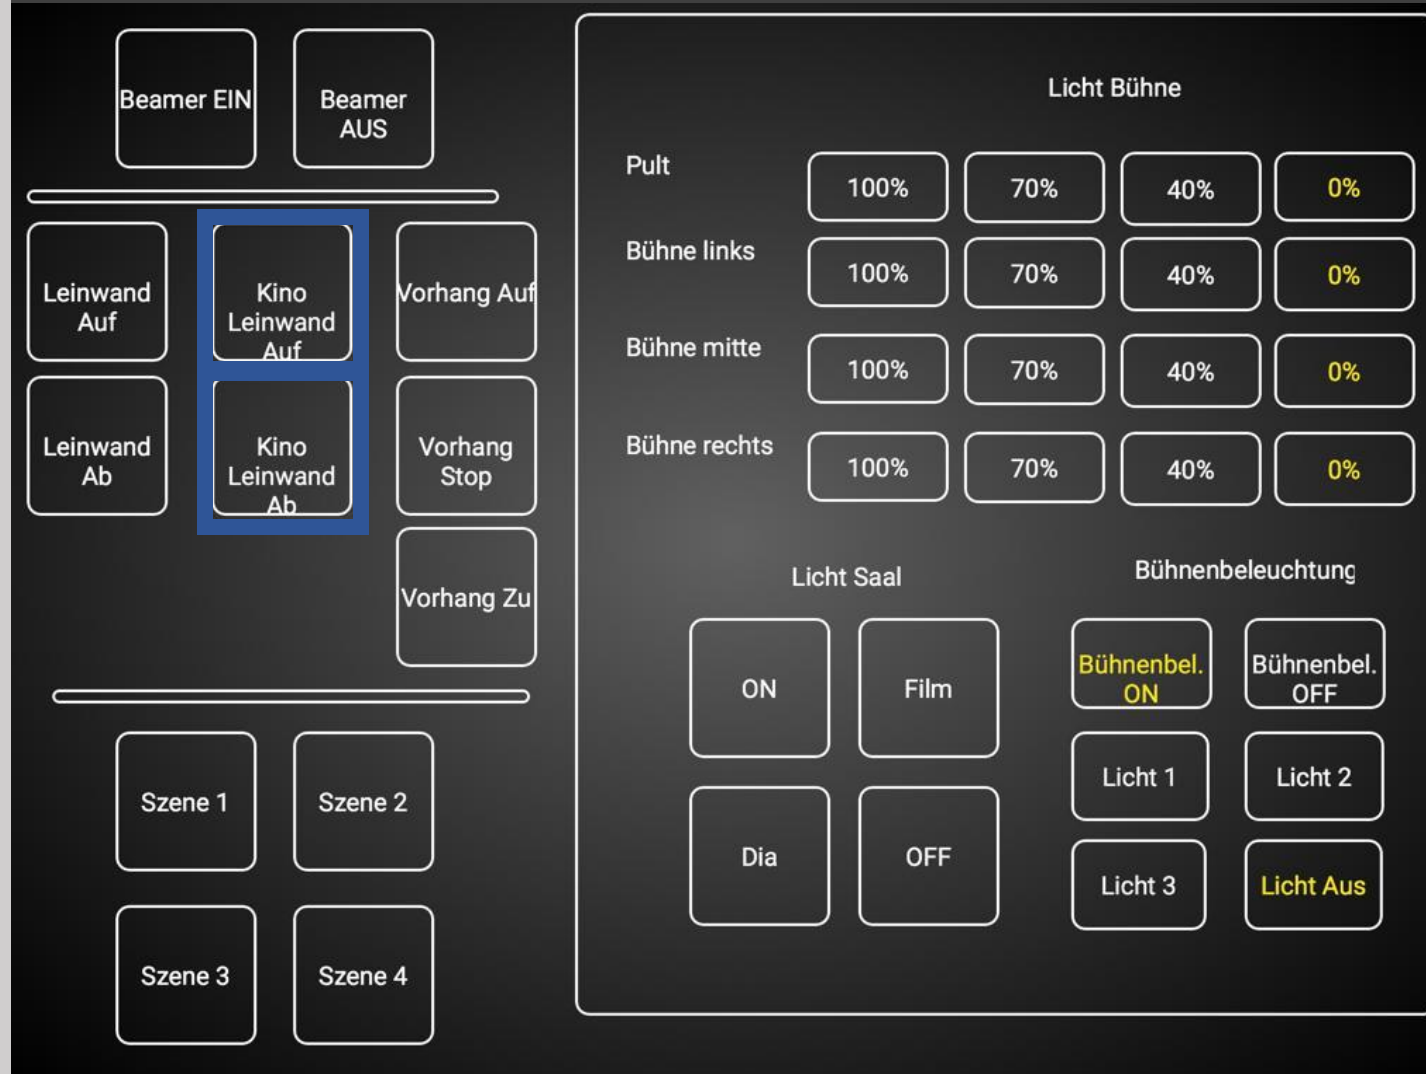 Beamer EIN
Beamer
AUS
Leinwand
Auf
Kino
Leinwand
Auf
Vorhang Auf
Leinwand
Ab
Kino
Leinwand
Ab
Vorhang
Stop
Vorhang Zu
Szene 1
Szene 2
Szene 3
Szene 4
Licht Bühne
Pult
100%
70%
40%
0%
Bühne links
100%
70%
40%
0%
Bühne mitte
100%
70%
40%
0%
Bühne rechts
100%
70%
40%
0%
Licht Saal
ON
Film
Dia
OFF
Bühnenbeleuchtung
Bühnenbel.
ON
Bühnenbel.
OFF
Licht 1
Licht 2
Licht 3
Licht Aus